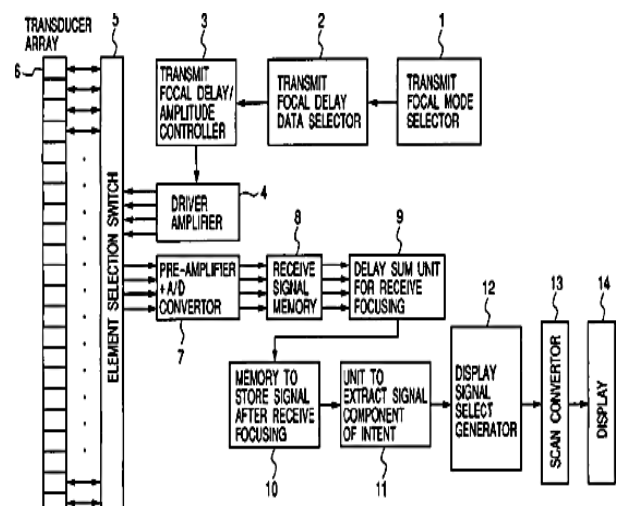 TRANSDUCER
ARRAY
5
3
2
1
6
TRANSMIT
FOCAL DELAY/
AMPLITUDE
CONTROLLER
TRANSMIT
FOCAL DELAY
DATA SELECTOR
TRANSMIT
FOCAL MODE
SELECTOR
ELEMENT SELECTION SWITCH
DRIVER
AMPLIFIER
4
8
9
PRE-AMPLIFIER
+A/D
CONVERTOR
7
RECEIVE
SIGNAL
MEMORY
DELAY SUM UNIT
FOR RECEIVE
FOCUSING
12
13
14
MEMORY TO
STORE SIGNAL
AFTER RECEIVE
FOCUSING
10
UNIT TO
EXTRACT SIGNAL
COMPONENT
OF INTENT
11
DISPLAY
SIGNAL
SELECT
GENERATOR
SCAN CONVERTOR
DISPLAY